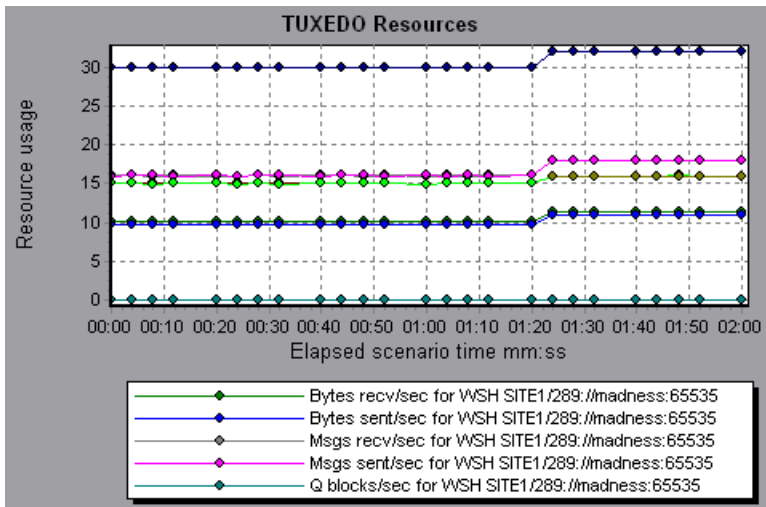 TUXEDO Resources
Resource usage
30
25
20
15
10
5
0
00:00 00:10 00:20 00:30 00:40 00:50 01:00 01:10 01:20 01:30 01:40 01:50 02:00
Elapsed scenario time mm:ss
Bytes recv/sec for WSH SITE1/289://madness:65535
Bytes sent/sec for WSH SITE1/289://madness:65535
Msgs recv/sec for WSH SITE1/289://madness:65535
Msgs sent/sec for WSH SITE1/289://madness:65535
Q blocks/sec for WSH SITE1/289://madness:65535